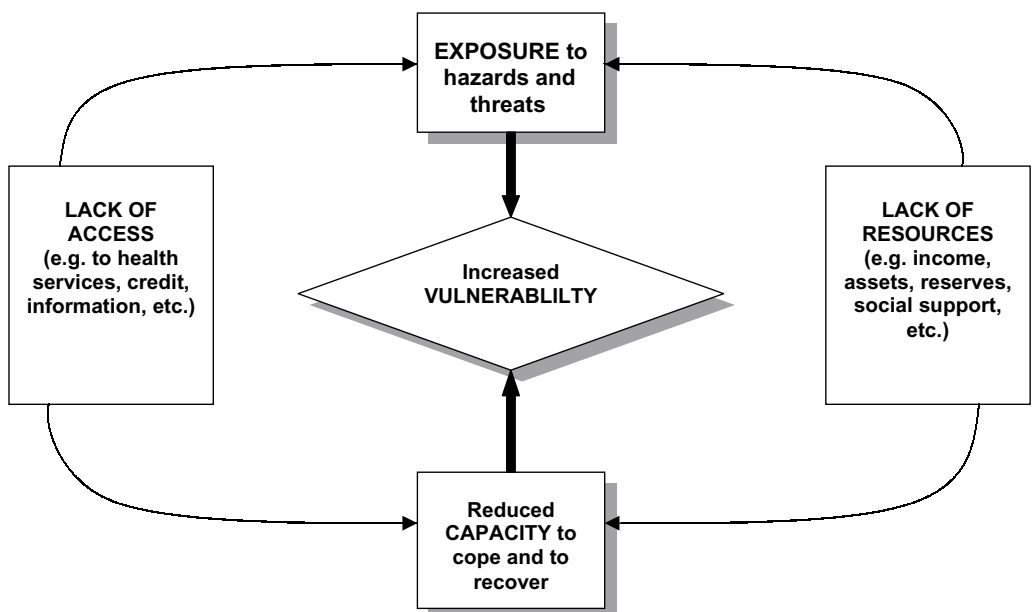 EXPOSURE to
hazards and
threats
LACK OF
ACCESS
(e.g. to health
services, credit,
information, etc.)
Increased
VULNERABLILTY
LACK OF
RESOURCES
(e.g. income,
assets, reserves,
social support,
etc.)
Reduced
CAPACITY to
cope and to
recover